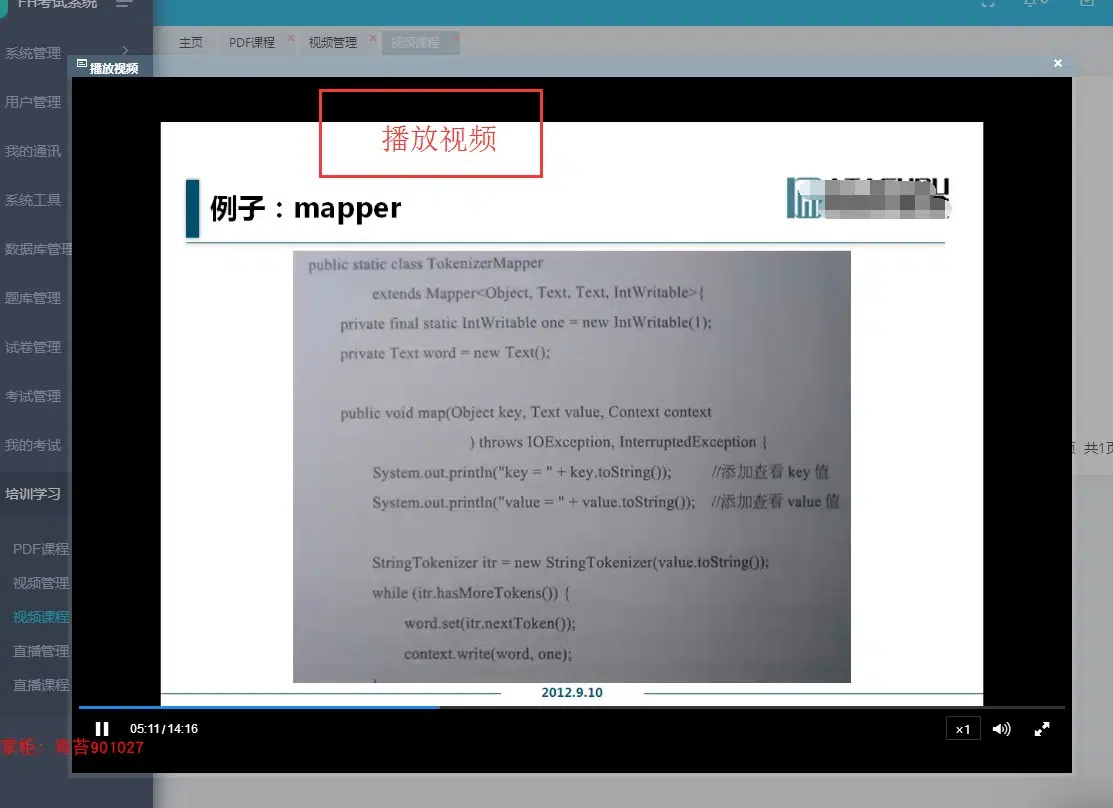 FH考试系统
主页
PDF课程
视频管理
视频课程
系统管理
用户管理
我的通讯
系统工具
数据库管理
题库管理
试卷管理
考试管理
我的考试
培训学习
PDF课程
视频管理
视频课程
直播管理
直播课程
播放视频
播放视频
例子：mapper
public static class TokenizerMapper
extends Mapper<Object, Text, Text, IntWritable>{
private final static IntWritable one = new IntWritable(1);
private Text word = new Text();
public void map(Object key, Text value, Context context
) throws IOException, InterruptedException {
System.out.println("key = " + key.toString()); //添加查看 key 值
System.out.println("value = " + value.toString()); //添加查看 value 值
StringTokenizer itr = new StringTokenizer(value.toString());
while (itr.hasMoreTokens()) {
word.set(itr.nextToken());
context.write(word, one);
2012.9.10
05:11/14:16
×1
页 共1页
掌柜：青苔901027